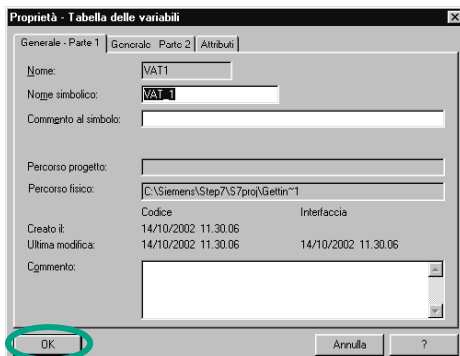 Proprietà - Tabella delle variabili
Generale - Parte 1 Generale Parte 2 Attributi
Nome: VAT1
Nome simbolico: VAT_1
Commento al simbolo:
Percorso progetto:
Percorso fisico: C:\Siemens\Step7\S7proj\Gettin~1
Codice Interfaccia
Creato il: 14/10/2002 11.30.06
Ultima modifica: 14/10/2002 11.30.06 14/10/2002 11.30.06
Commento:
OK Annulla ?